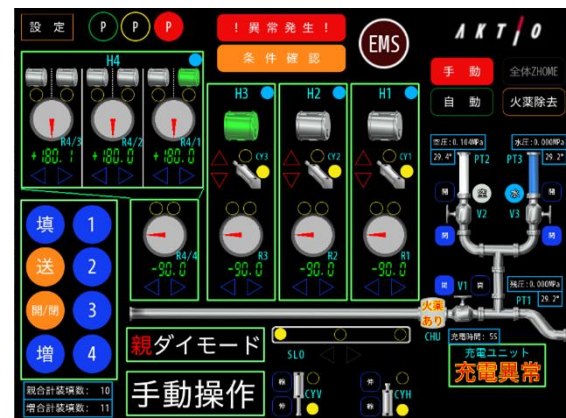 設 定
P
P
P
！異常発生！
条 件 確 認
EMS
AKTIO
手 動
全体ZHOME
自 動
火薬除去
H4
R4/3
R4/2
R4/1
+180.1
+180.0
+180.0
H3
H2
H1
CY3
CY2
CY1
R3
R2
R1
-90.0
-90.0
-90.0
R4/4
-90.0
空圧:0.104MPa
水圧:0.000MPa
29.4°
PT2
PT3
29.2°
V2
V3
閉
閉
V1
残圧:0.000MPa
PT1
29.2°
火薬
あり
CHU
充電時間: 5S
充電ユニット
充電異常
填
1
送
2
開/閉
3
増
4
親ダイモード
SLO
手動操作
CYV
伸
CYH
親合計装填数: 10
増合計装填数: 11